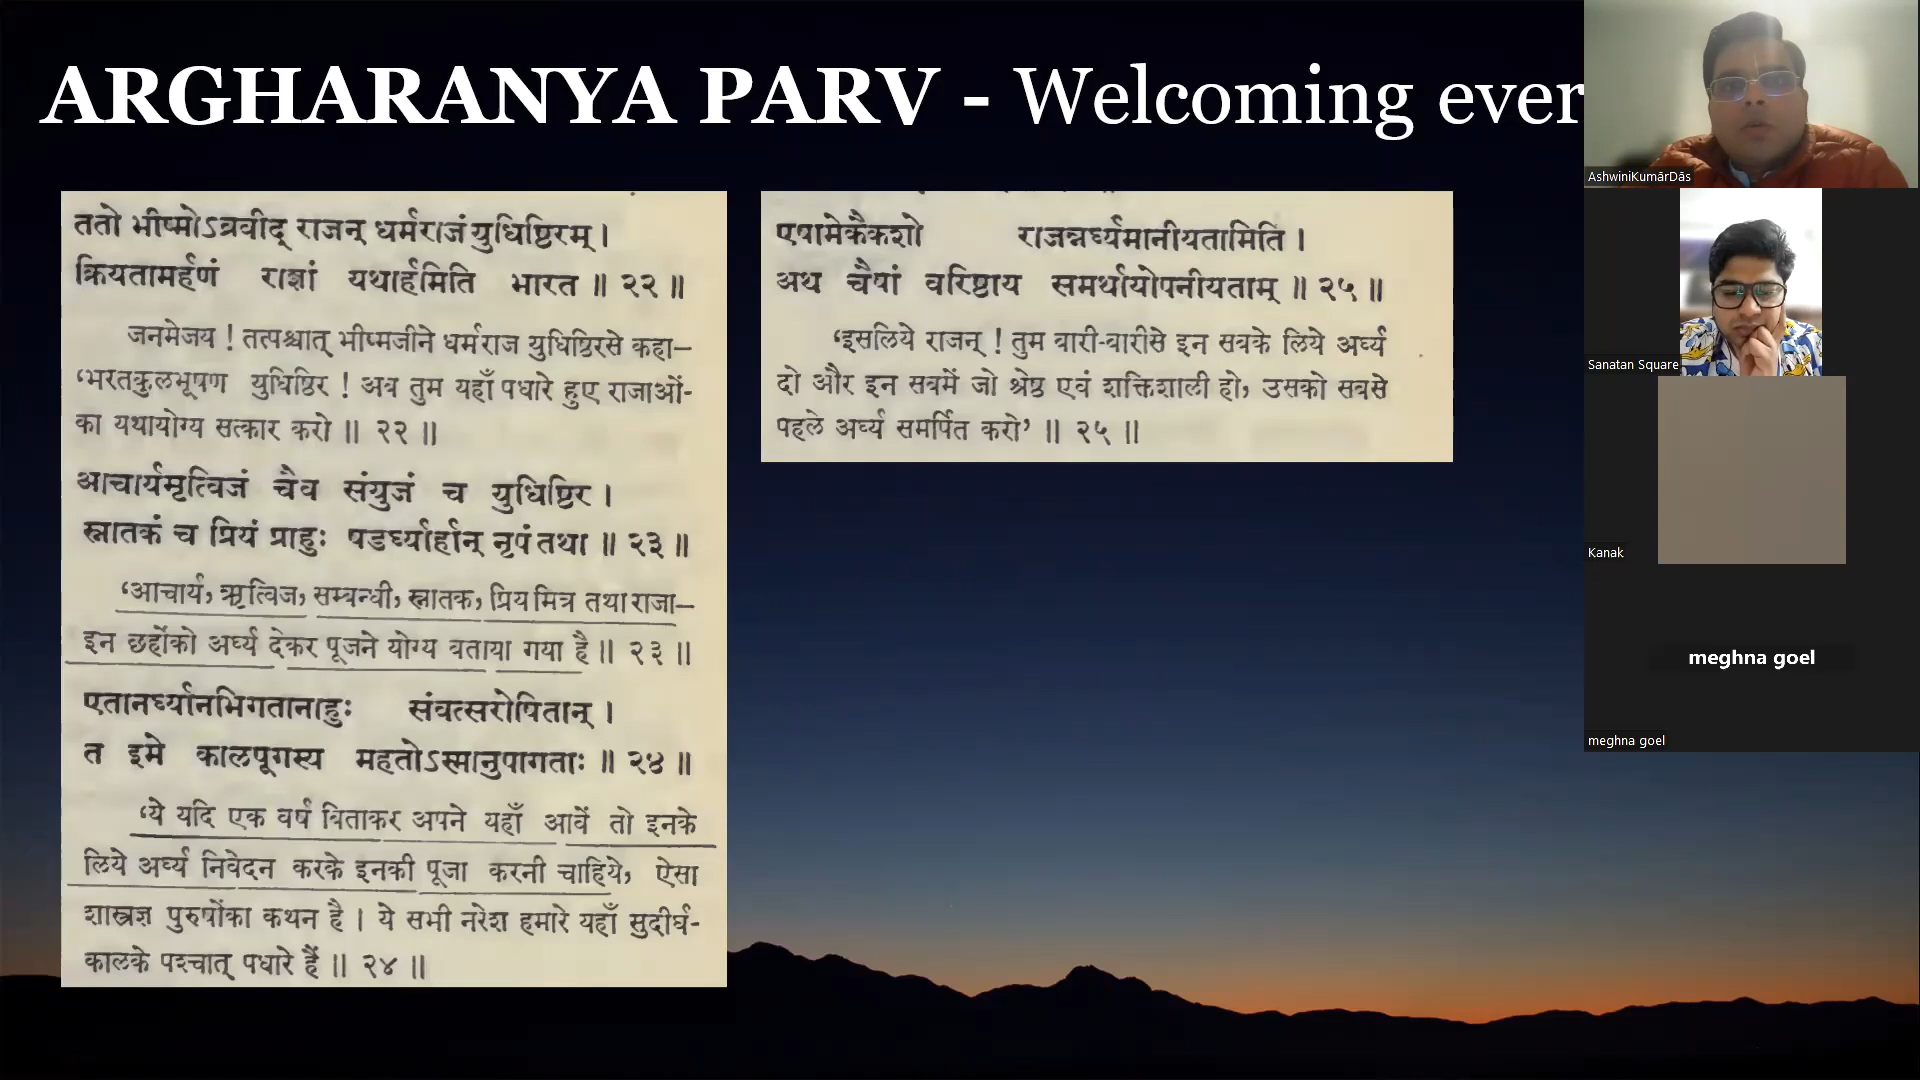 ARGHARANYA PARV - Welcoming ever
ततो भीष्मोऽब्रवीद् राजन् धर्मराजं युधिष्ठिरम् ।
क्रियतामर्हणं राज्ञां यथार्हमिति भारत ॥ २२ ॥
जनमेजय ! तत्पश्चात् भीष्मजीने धर्मराज युधिष्ठिरसे कहा—
‘भरतकुलभूषण युधिष्ठिर ! अब तुम यहाँ पधारे हुए राजाओं-
का यथायोग्य सत्कार करो ॥ २२ ॥
आचार्यमृत्विजं चैव संयुजं च युधिष्ठिर ।
स्नातकं च प्रियं प्राहुः षडर्घ्यार्हान् नृपं तथा ॥ २३ ॥
‘आचार्य, ऋत्विज, सम्बन्धी, स्नातक, प्रिय मित्र तथा राजा—
इन छहोंको अर्घ्य देकर पूजने योग्य बताया गया है ॥ २३ ॥
एतानर्घ्यानभिगतानाहुः संवत्सरोषितान् ।
त इमे कालपूगस्य महतोऽस्मानुपागताः ॥ २४ ॥
‘ये यदि एक वर्ष बिताकर अपने यहाँ आवें तो इनके
लिये अर्घ्य निवेदन करके इनकी पूजा करनी चाहिये, ऐसा
शास्त्रज्ञ पुरुषोंका कथन है । ये सभी नरेश हमारे यहाँ सुदीर्घ-
कालके पश्चात् पधारे हैं ॥ २४ ॥
एषामेकैकशो राजन्नर्घ्यमानीयतामिति ।
अथ चैषां वरिष्ठाय समर्थायोपनीयताम् ॥ २५ ॥
‘इसलिये राजन् ! तुम बारी-बारीसे इन सबके लिये अर्घ्य
दो और इन सबमें जो श्रेष्ठ एवं शक्तिशाली हो, उसको सबसे
पहले अर्घ्य समर्पित करो’ ॥ २५ ॥
AshwiniKumārDās
Sanatan Square
Kanak
meghna goel
meghna goel